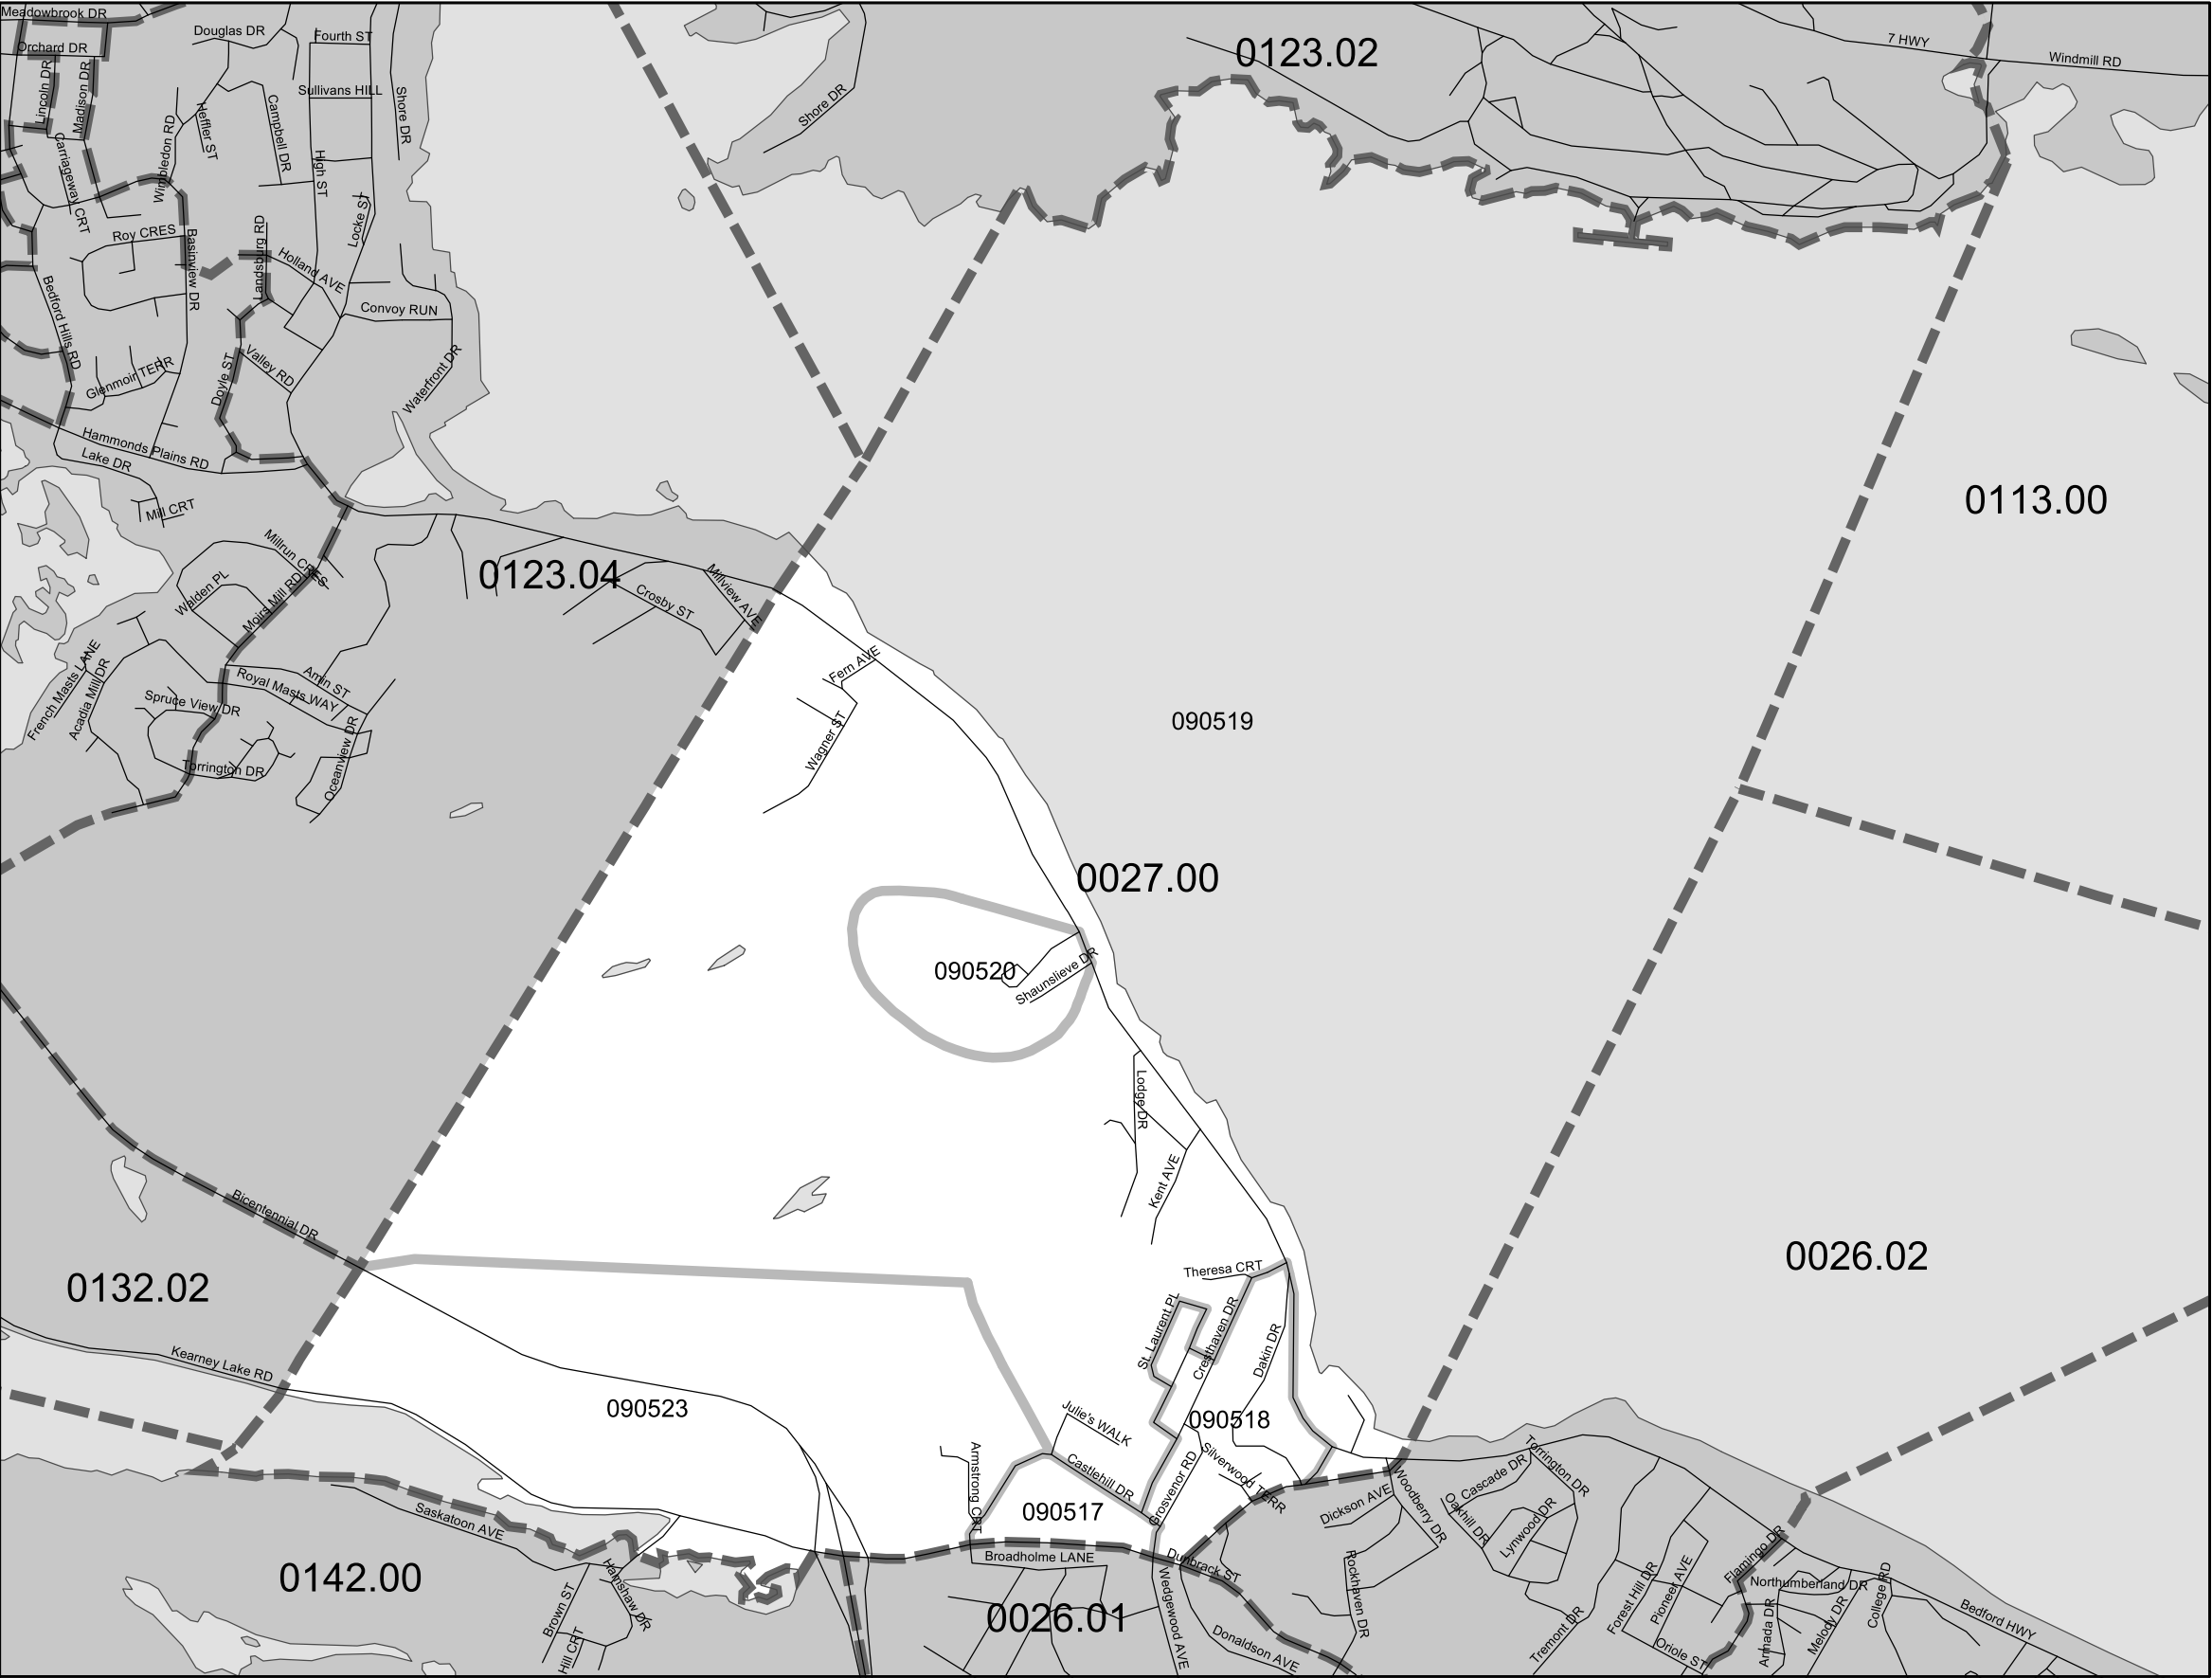 Meadowbrook DR
Douglas DR
Fourth ST
0123.02
7 HWY
Windmill RD
Orchard DR
Lincoln DR
Madison DR
Sullivans HILL
Shore DR
Shore DR
Heffler ST
Campbell DR
Wimbledon RD
Carriageway CRT
High ST
Locke ST
Roy CRES
Basinview DR
Landsburg RD
Holland AVE
Convoy RUN
Bedford Hills RD
Glenmoir TERR
Doyle ST
Valley RD
Waterfront DR
Hammonds Plains RD
Lake DR
Mill CRT
0113.00
Millrun CRES
0123.04
Walden PL
Moirs Mill RD
Crosby ST
Millview AVE
French Masts LANE
Acadia Mill DR
Amin ST
Royal Masts WAY
Spruce View DR
Fern AVE
Wagner ST
090519
Oceanview DR
Torrington DR
0027.00
090520
Shaunslieve DR
Lodge DR
Kent AVE
Bicentennial DR
0132.02
0026.02
Theresa CRT
St. Laurent PL
Cresthaven DR
Dakin DR
Kearney Lake RD
090523
Julie's WALK
090518
Armstrong CRT
Castlehill DR
Grosvenor RD
Silverwood TERR
090517
Torrington DR
Cascade DR
Woodberry DR
Dickson AVE
Oakhill DR
Lynwood DR
Saskatoon AVE
0142.00
Hamshaw DR
Broadholme LANE
Dunbrack ST
Rockhaven DR
Flamingo DR
Northumberland DR
Forest Hill DR
Pioneer AVE
College RD
Bedford HWY
Brown ST
Hill CRT
0026.01
Wedgewood AVE
Donaldson AVE
Tremont DR
Oriole ST
Armada DR
Melody DR